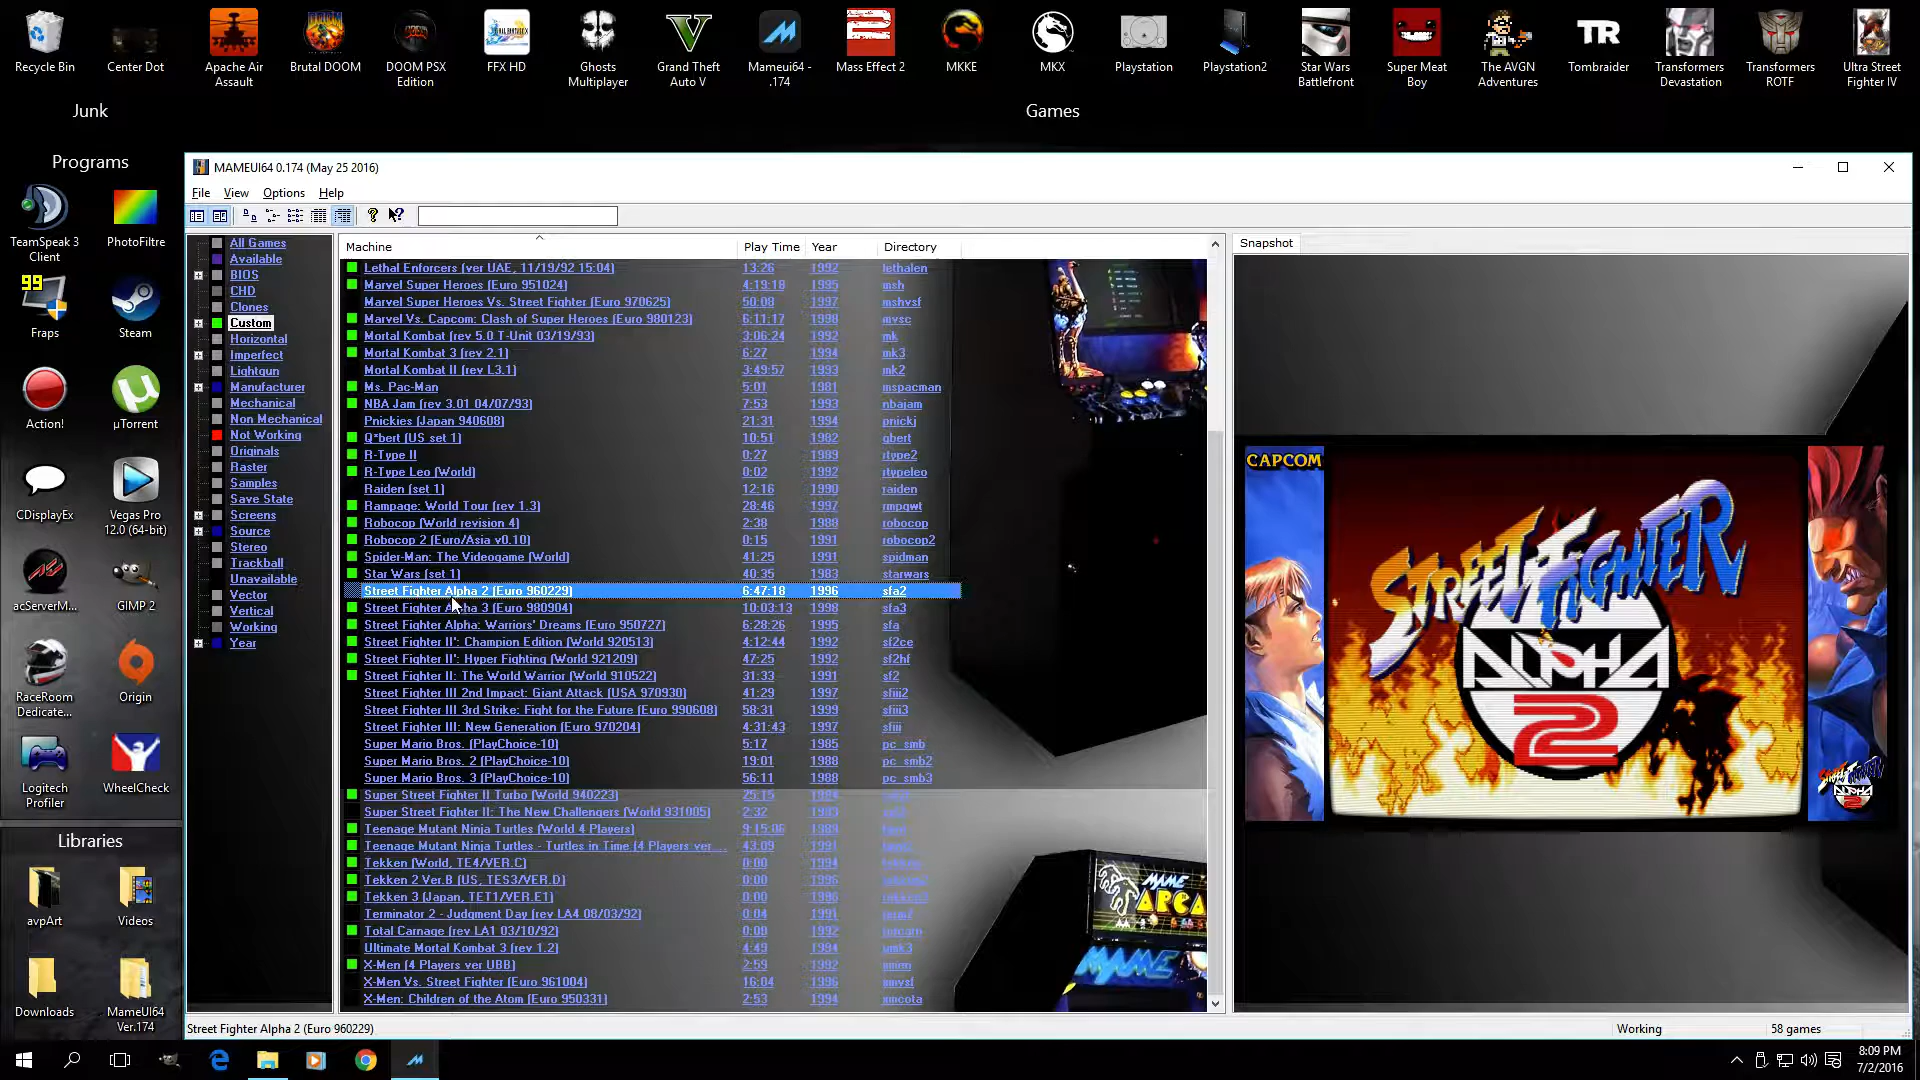 Recycle Bin
Center Dot
Apache Air Assault
Brutal DOOM
DOOM PSX Edition
FFX HD
Ghosts Multiplayer
Grand Theft Auto V
Mameui64 - .174
Mass Effect 2
MKKE
MKX
Playstation
Playstation2
Star Wars Battlefront
Super Meat Boy
The AVGN Adventures
TR
Tombraider
Transformers Devastation
Transformers ROTF
Ultra Street Fighter IV
Junk
Games
Programs
TeamSpeak 3 Client
PhotoFiltre
99
Fraps
Steam
Action!
µTorrent
CDisplayEx
Vegas Pro 12.0 (64-bit)
acServerM...
GIMP 2
RaceRoom Dedicate...
Origin
Logitech Profiler
WheelCheck
Libraries
avpArt
Videos
Downloads
MameUI64 Ver.174
MAMEUI64 0.174 (May 25 2016)
File View Options Help
All Games
Available
BIOS
CHD
Clones
Custom
Horizontal
Imperfect
Lightgun
Manufacturer
Mechanical
Non Mechanical
Not Working
Originals
Raster
Samples
Save State
Screens
Source
Stereo
Trackball
Unavailable
Vector
Vertical
Working
Year
Machine Play Time Year Directory
Lethal Enforcers (ver UAE, 11/19/92 15:04) 13:26 1992 lethalen
Marvel Super Heroes (Euro 951024) 4:19:18 1995 msh
Marvel Super Heroes Vs. Street Fighter (Euro 970625) 50:08 1997 mshvsf
Marvel Vs. Capcom: Clash of Super Heroes (Euro 980123) 6:11:17 1998 mvsc
Mortal Kombat (rev 5.0 T-Unit 03/19/93) 3:06:24 1992 mk
Mortal Kombat 3 (rev 2.1) 6:27 1994 mk3
Mortal Kombat II (rev L3.1) 3:49:57 1993 mk2
Ms. Pac-Man 5:01 1981 mspacman
NBA Jam (rev 3.01 04/07/93) 7:53 1993 nbajam
Pnickies (Japan 940608) 21:31 1994 pnickj
Q*bert (US set 1) 10:51 1982 qbert
R-Type II 0:27 1989 rtype2
R-Type Leo (World) 0:02 1992 rtypeleo
Raiden (set 1) 12:16 1990 raiden
Rampage: World Tour (rev 1.3) 28:46 1997 rmpgwt
Robocop (World revision 4) 2:38 1988 robocop
Robocop 2 (Euro/Asia v0.10) 0:15 1991 robocop2
Spider-Man: The Videogame (World) 41:25 1991 spidman
Star Wars (set 1) 40:35 1983 starwars
Street Fighter Alpha 2 (Euro 960229) 6:47:18 1996 sfa2
Street Fighter Alpha 3 (Euro 980904) 10:03:13 1998 sfa3
Street Fighter Alpha: Warriors' Dreams (Euro 950727) 6:28:26 1995 sfa
Street Fighter II': Champion Edition (World 920513) 4:12:44 1992 sf2ce
Street Fighter II': Hyper Fighting (World 921209) 47:25 1992 sf2hf
Street Fighter II: The World Warrior (World 910522) 31:33 1991 sf2
Street Fighter III 2nd Impact: Giant Attack (USA 970930) 41:29 1997 sfiii2
Street Fighter III 3rd Strike: Fight for the Future (Euro 990608) 58:31 1999 sfiii3
Street Fighter III: New Generation (Euro 970204) 4:31:43 1997 sfiii
Super Mario Bros. (PlayChoice-10) 5:17 1985 pc_smb
Super Mario Bros. 2 (PlayChoice-10) 19:01 1988 pc_smb2
Super Mario Bros. 3 (PlayChoice-10) 56:11 1988 pc_smb3
Super Street Fighter II Turbo (World 940223) 25:15 1994
Super Street Fighter II: The New Challengers (World 931005) 2:32 1993
Teenage Mutant Ninja Turtles (World 4 Players) 9:15:06 1989
Teenage Mutant Ninja Turtles - Turtles in Time (4 Players ver ... 43:09 1991
Tekken (World, TE4/VER.C) 0:00 1994
Tekken 2 Ver.B (US, TES3/VER.D) 0:00 1996
Tekken 3 (Japan, TET1/VER.E1) 0:00 1996
Terminator 2 - Judgment Day (rev LA4 08/03/92) 0:04 1991
Total Carnage (rev LA1 03/10/92) 0:00 1992 totcarn
Ultimate Mortal Kombat 3 (rev 1.2) 4:49 1994 umk3
X-Men (4 Players ver UBB) 2:59 1992 xmen
X-Men Vs. Street Fighter (Euro 961004) 16:04 1996 xmvsf
X-Men: Children of the Atom (Euro 950331) 2:53 1994 xmcota
MAME
ARCA
MAME
Snapshot
CAPCOM
STREET FIGHTER
ALPHA
2
STREET FIGHTER
ALPHA
2
Street Fighter Alpha 2 (Euro 960229)
Working
58 games
8:09 PM
7/2/2016